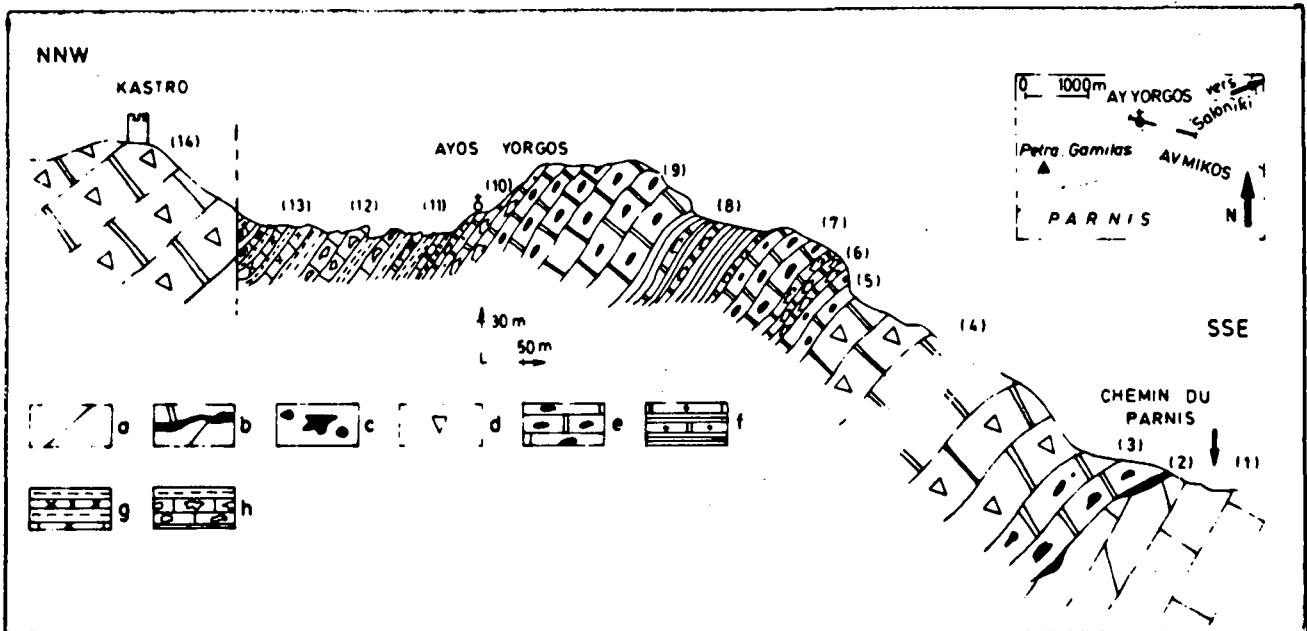 NNW
KASTRO
(14)
(13)
(12)
(11)
AYOS YORGOS
(10)
(9)
(8)
(7)
(6)
(5)
(4)
SSE
CHEMIN DU
PARNIS
(3)
(2)
(1)
0 1000m
AY YORGOS
vers
Saloniki
Petra. Gamilas
AVMIKOS
PARNIS
N
30 m
L 50 m
a
b
c
d
e
f
g
h